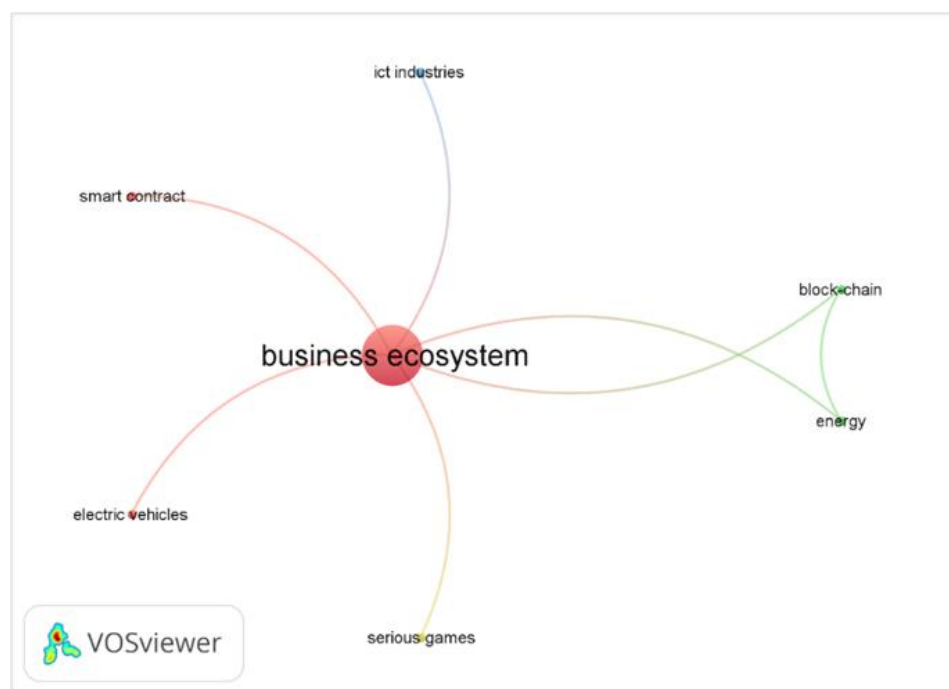 ict industries
smart contract
block-chain
business ecosystem
energy
electric vehicles
serious games
VOSviewer